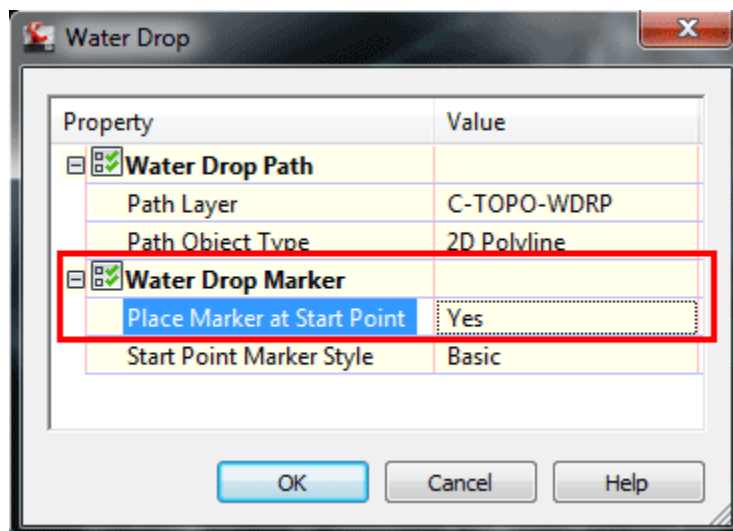 Water Drop
Property Value
Water Drop Path
Path Layer C-TOPO-WDRP
Path Object Type 2D Polyline
Water Drop Marker
Place Marker at Start Point Yes
Start Point Marker Style Basic
OK Cancel Help